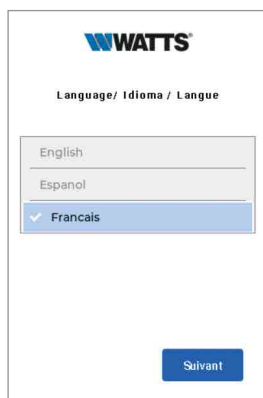 WATTS®
Language/ Idioma / Langue
English
Espanol
Francais
Suivant